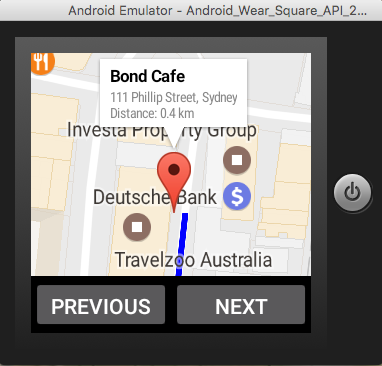 Android Emulator - Android_Wear_Square_API_2...
Bond Cafe
111 Phillip Street, Sydney
Distance: 0.4 km
Investa Property Group
Deutsche Bank
$
Travelzoo Australia
PREVIOUS
NEXT